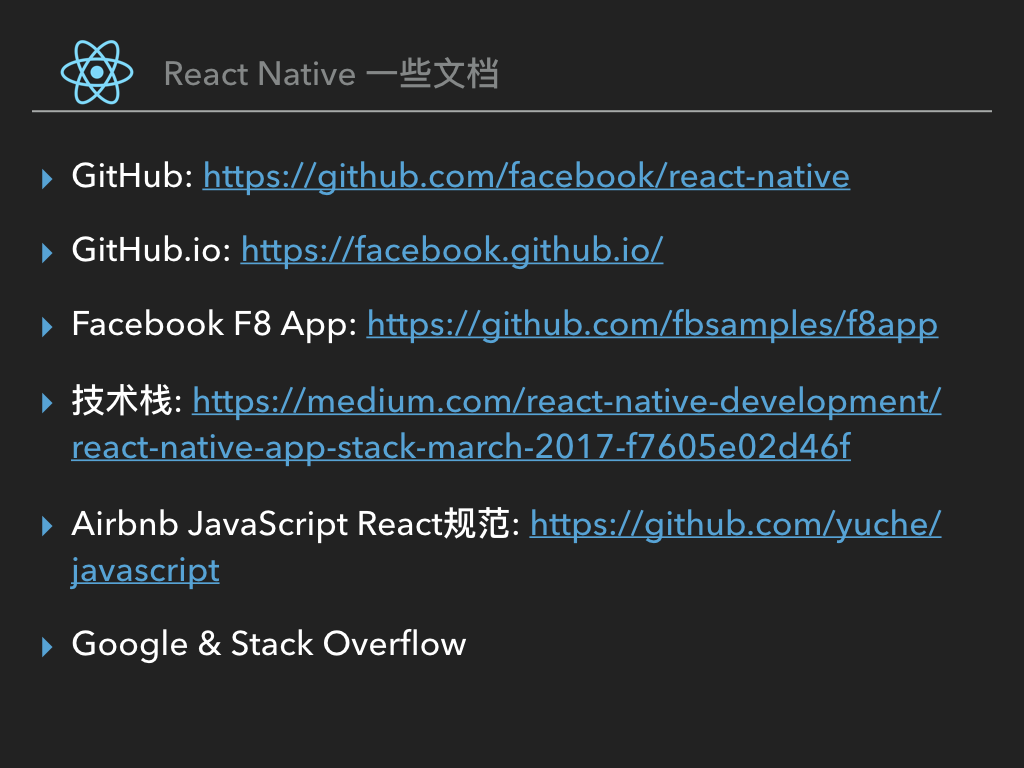 React Native 一些文档
GitHub: https://github.com/facebook/react-native
GitHub.io: https://facebook.github.io/
Facebook F8 App: https://github.com/fbsamples/f8app
技术栈: https://medium.com/react-native-development/
react-native-app-stack-march-2017-f7605e02d46f
Airbnb JavaScript React规范: https://github.com/yuche/
javascript
Google & Stack Overflow